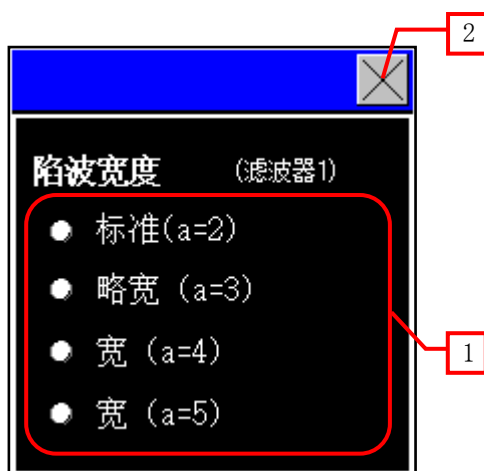 2
陷波宽度 (滤波器1)
标准(a=2)
略宽 (a=3)
宽 (a=4)
宽 (a=5)
1